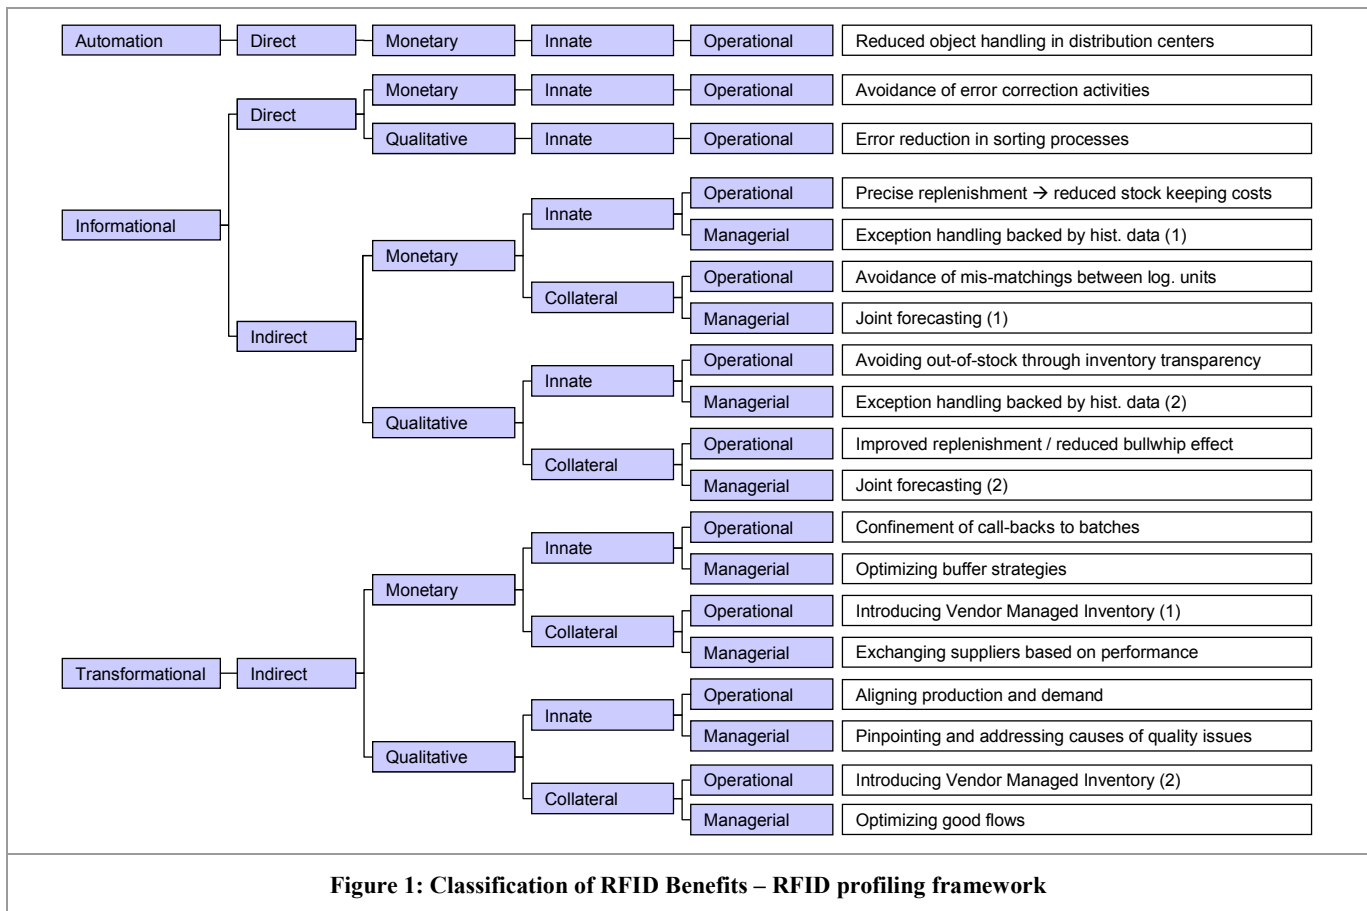 Automation Direct Monetary Innate Operational Reduced object handling in distribution centers
Monetary Innate Operational Avoidance of error correction activities
Direct
Qualitative Innate Operational Error reduction in sorting processes
Operational Precise replenishment → reduced stock keeping costs
Innate
Informational
Managerial Exception handling backed by hist. data (1)
Monetary
Operational Avoidance of mis-matchings between log. units
Collateral
Managerial Joint forecasting (1)
Indirect
Operational Avoiding out-of-stock through inventory transparency
Innate
Managerial Exception handling backed by hist. data (2)
Qualitative
Operational Improved replenishment / reduced bullwhip effect
Collateral
Managerial Joint forecasting (2)
Operational Confinement of call-backs to batches
Innate
Managerial Optimizing buffer strategies
Monetary
Operational Introducing Vendor Managed Inventory (1)
Collateral
Managerial Exchanging suppliers based on performance
Transformational Indirect
Operational Aligning production and demand
Innate
Managerial Pinpointing and addressing causes of quality issues
Qualitative
Operational Introducing Vendor Managed Inventory (2)
Collateral
Managerial Optimizing good flows
Figure 1: Classification of RFID Benefits – RFID profiling framework